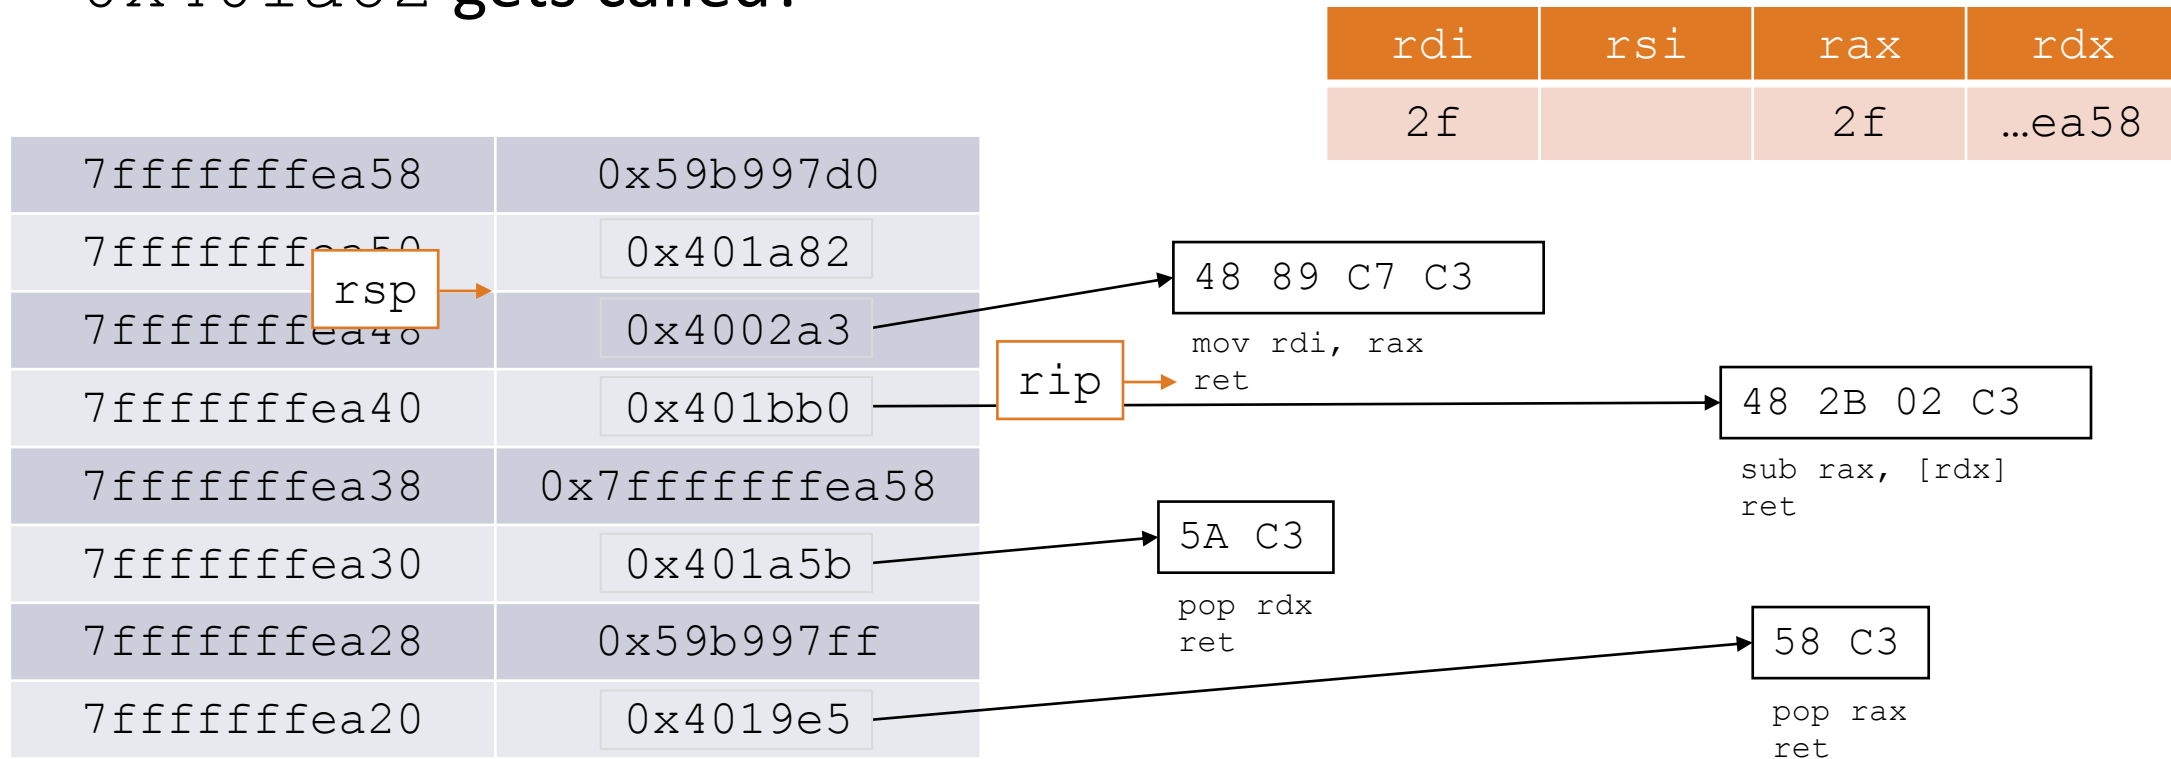 gets called?
rdi rsi rax rdx
2f 2f …ea58
7fffffffea58 0x59b997d0
0x401a82
rsp
0x4002a3
7fffffffea40 0x401bb0
7fffffffea38 0x7fffffffea58
7fffffffea30 0x401a5b
7fffffffea28 0x59b997ff
7fffffffea20 0x4019e5
48 89 C7 C3
mov rdi, rax
ret
rip
48 2B 02 C3
sub rax, [rdx]
ret
5A C3
pop rdx
ret
58 C3
pop rax
ret